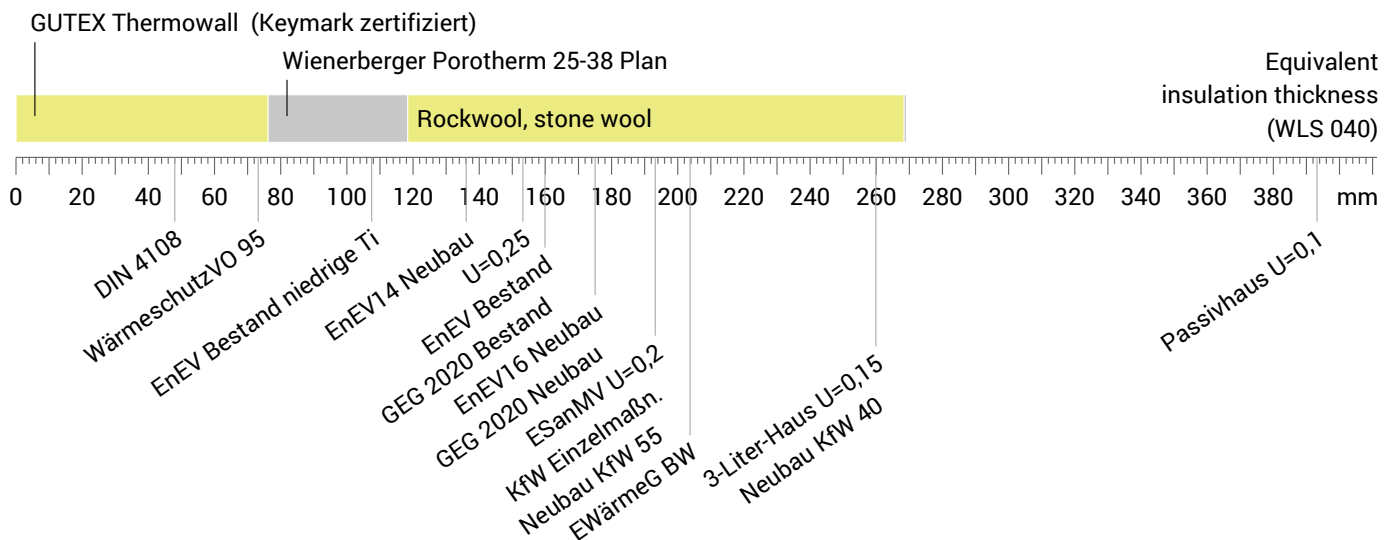 GUTEX Thermowall (Keymark zertifiziert)
Wienerberger Porotherm 25-38 Plan
Equivalent
insulation thickness
(WLS 040)
Rockwool, stone wool
0 20 40 60 80 100 120 140 160 180 200 220 240 260 280 300 320 340 360 380 mm
DIN 4108
WärmeschutzVO 95
EnEV Bestand niedrige Ti
EnEV14 Neubau
U=0,25
EnEV Bestand
GEG 2020 Bestand
EnEV16 Neubau
GEG 2020 Neubau
ESanMV U=0,2
KfW Einzelmaßn.
Neubau KfW 55
EWärmeG BW
3-Liter-Haus U=0,15
Neubau KfW 40
Passivhaus U=0,1